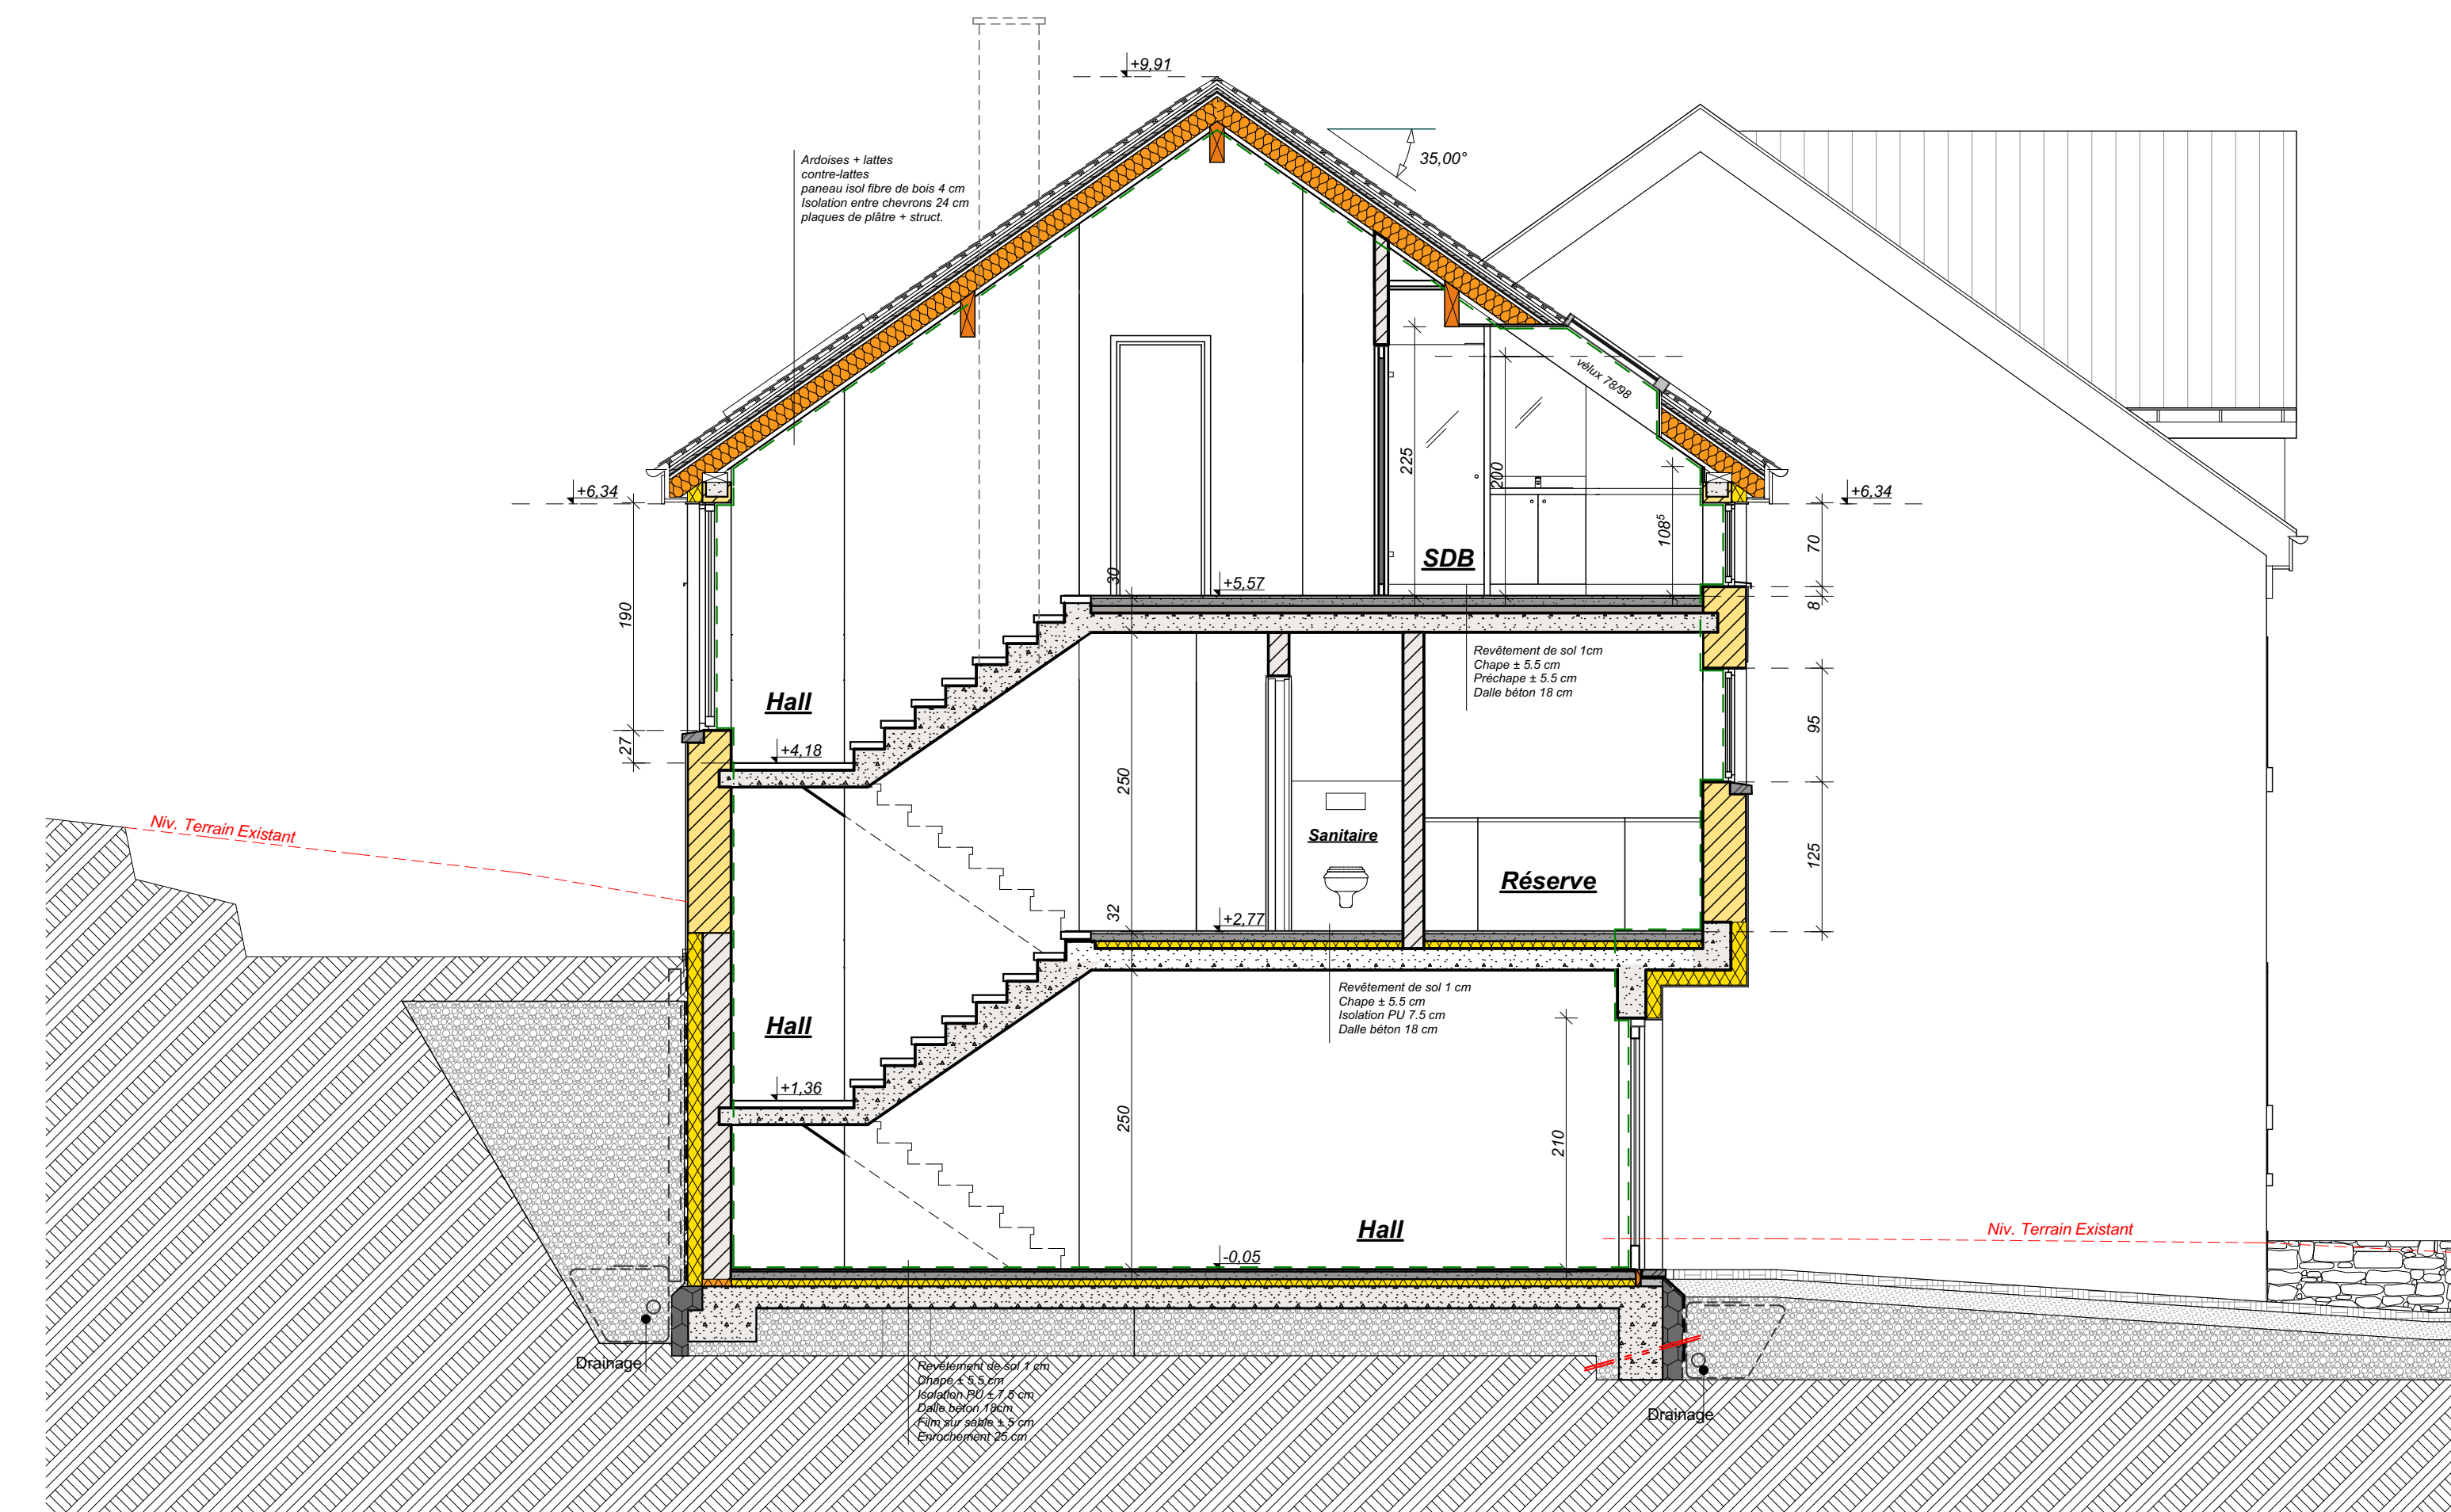 +9,91
35,00°
Ardoises + lattes
contre-lattes
paneau isol fibre de bois 4 cm
Isolation entre chevrons 24 cm
plaques de plâtre + struct.
vélux 78/98
+6,34
+6,34
225
200
108⁵
70
SDB
30
+5,57
8
190
Revêtement de sol 1cm
Chape ± 5.5 cm
Préchape ± 5.5 cm
Dalle béton 18 cm
Hall
27
+4,18
95
250
Niv. Terrain Existant
Sanitaire
125
Réserve
32
+2,77
Revêtement de sol 1 cm
Chape ± 5.5 cm
Isolation PU 7.5 cm
Dalle béton 18 cm
Hall
+1,36
250
210
Hall
Niv. Terrain Existant
-0,05
Drainage
Revêtement de sol 1 cm
Chape ± 5.5 cm
Isolation PU ± 7.5 cm
Dalle béton 18cm
Film sur sable ± 5 cm
Enrochement 25 cm
Drainage